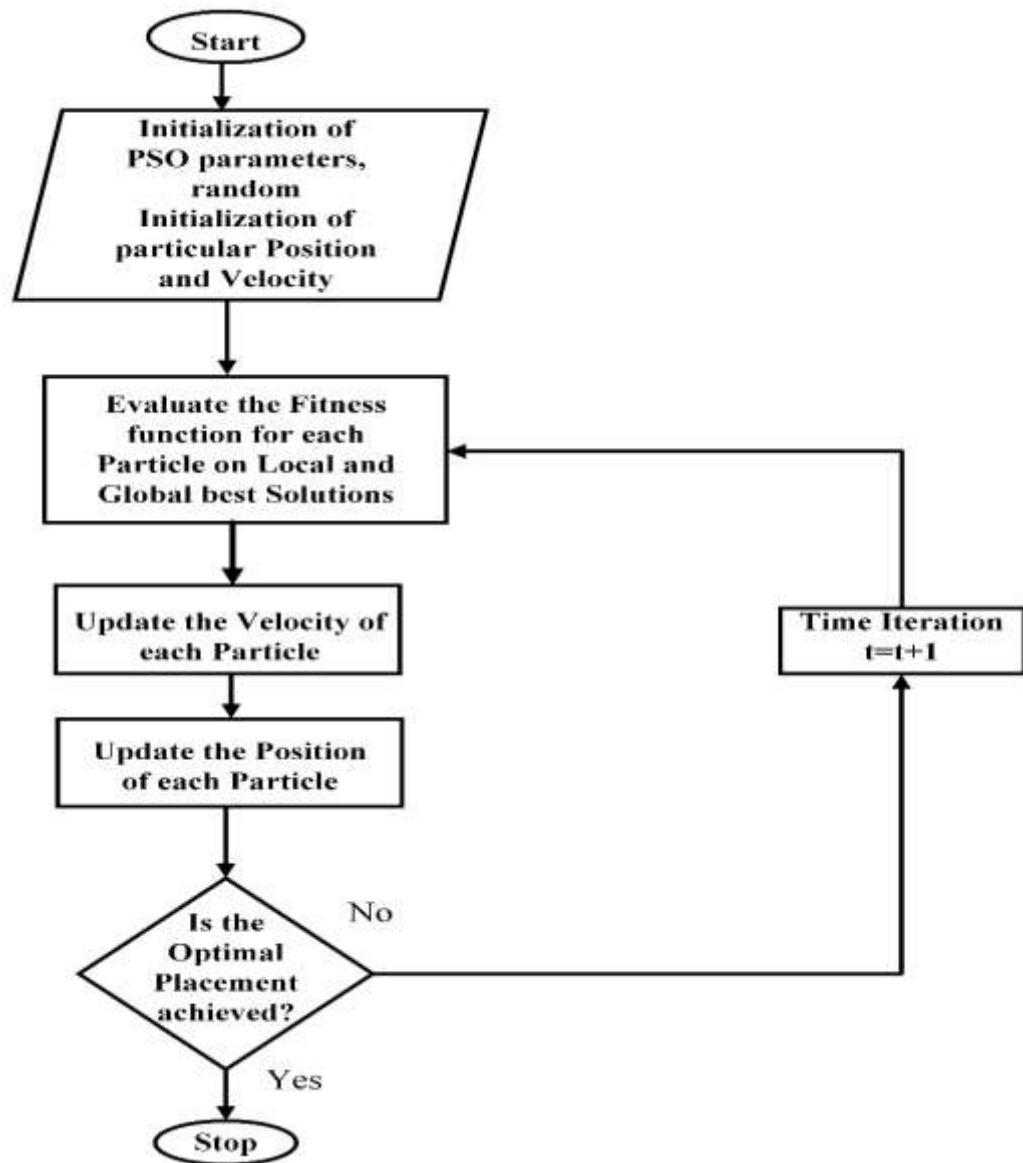 Start
Initialization of
PSO parameters,
random
Initialization of
particular Position
and Velocity
Evaluate the Fitness
function for each
Particle on Local and
Global best Solutions
Update the Velocity of
each Particle
Time Iteration
t=t+1
Update the Position
of each Particle
Is the
Optimal
Placement
achieved?
No
Yes
Stop